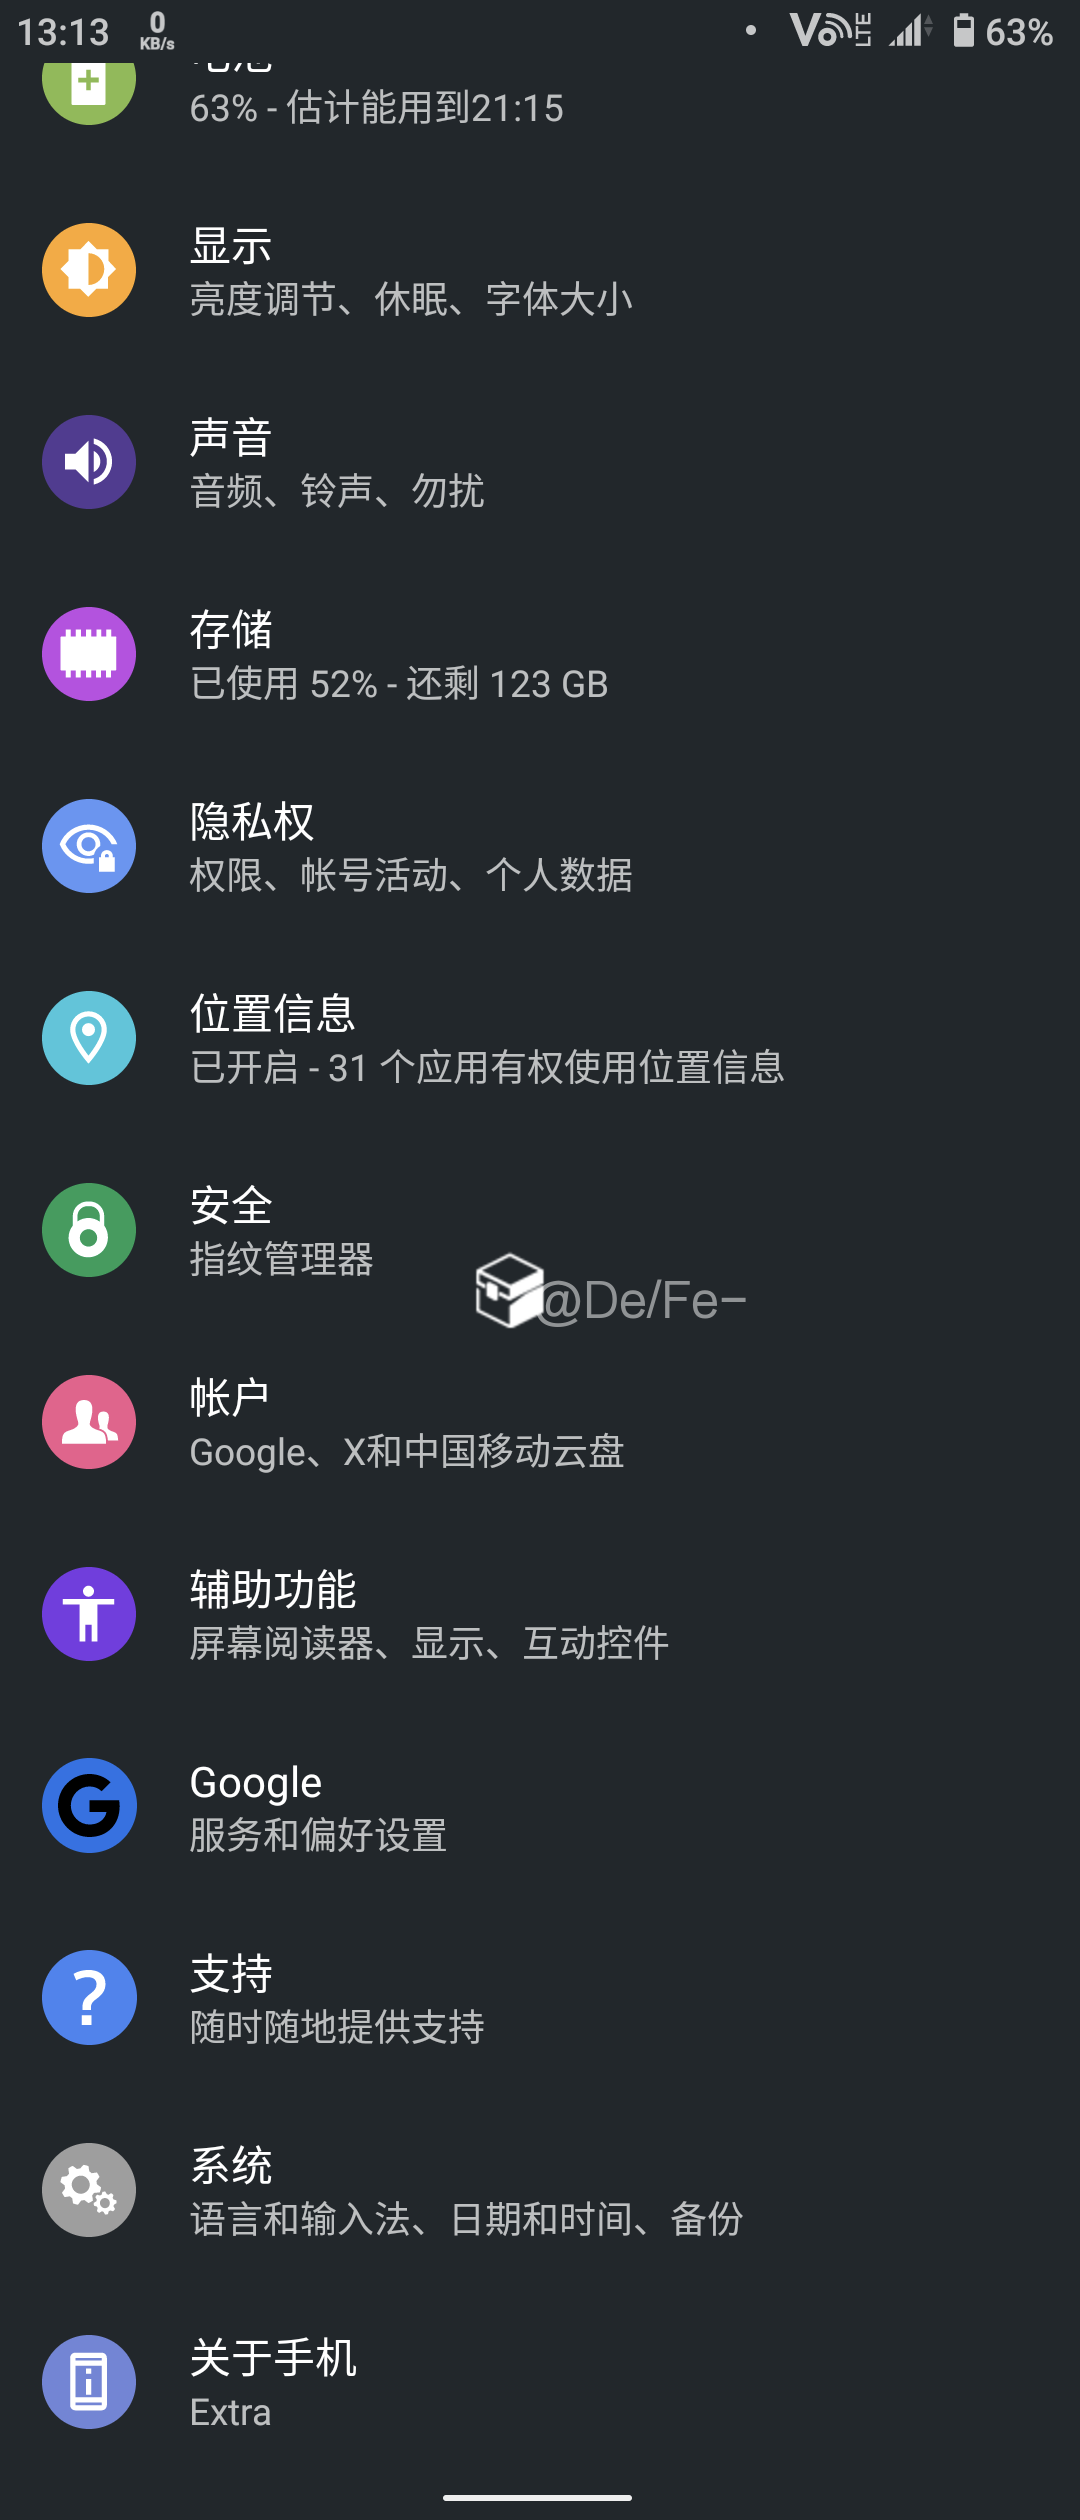 13:13
0
KB/s
Vo
LTE
63%
电池
63% - 估计能用到21:15
显示
亮度调节、休眠、字体大小
声音
音频、铃声、勿扰
存储
已使用 52% - 还剩 123 GB
隐私权
权限、帐号活动、个人数据
位置信息
已开启 - 31 个应用有权使用位置信息
安全
指纹管理器
@De/Fe–
帐户
Google、X和中国移动云盘
辅助功能
屏幕阅读器、显示、互动控件
Google
服务和偏好设置
支持
随时随地提供支持
系统
语言和输入法、日期和时间、备份
关于手机
Extra